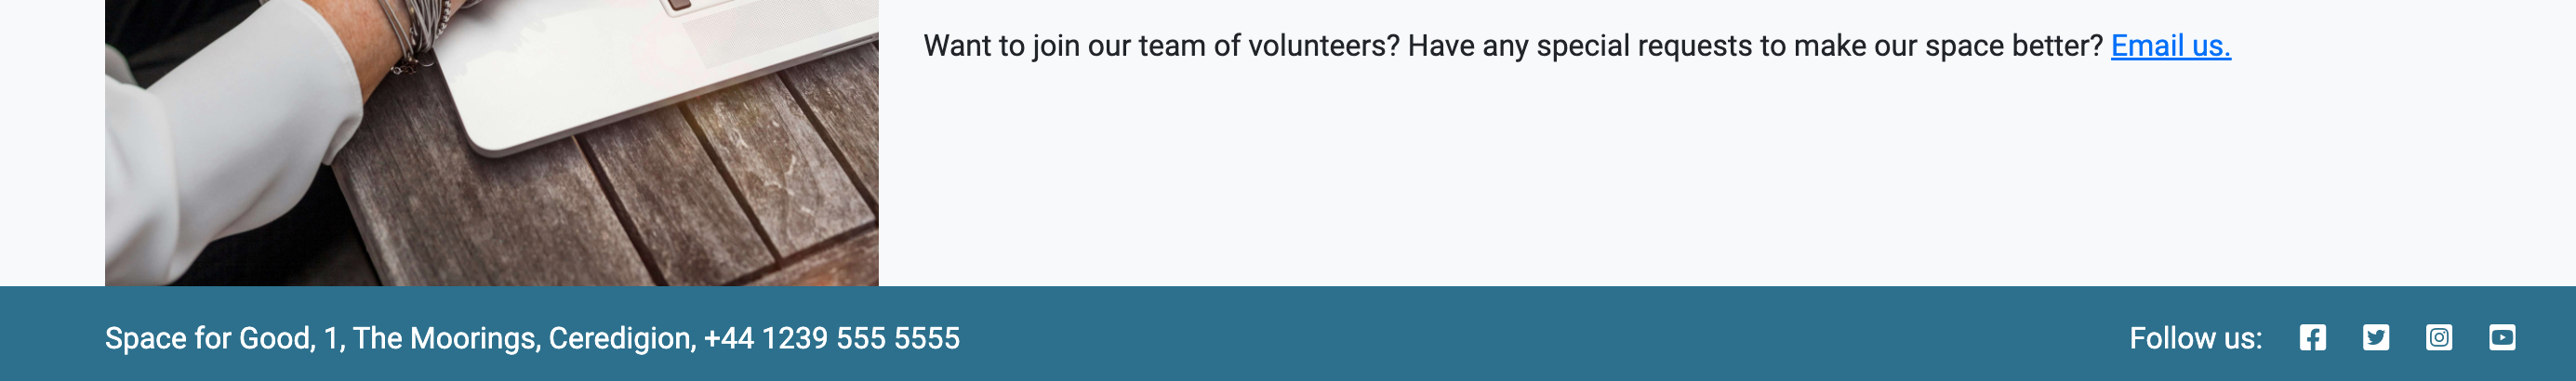 Want to join our team of volunteers? Have any special requests to make our space better? Email us.
Space for Good, 1, The Moorings, Ceredigion, +44 1239 555 5555
Follow us: